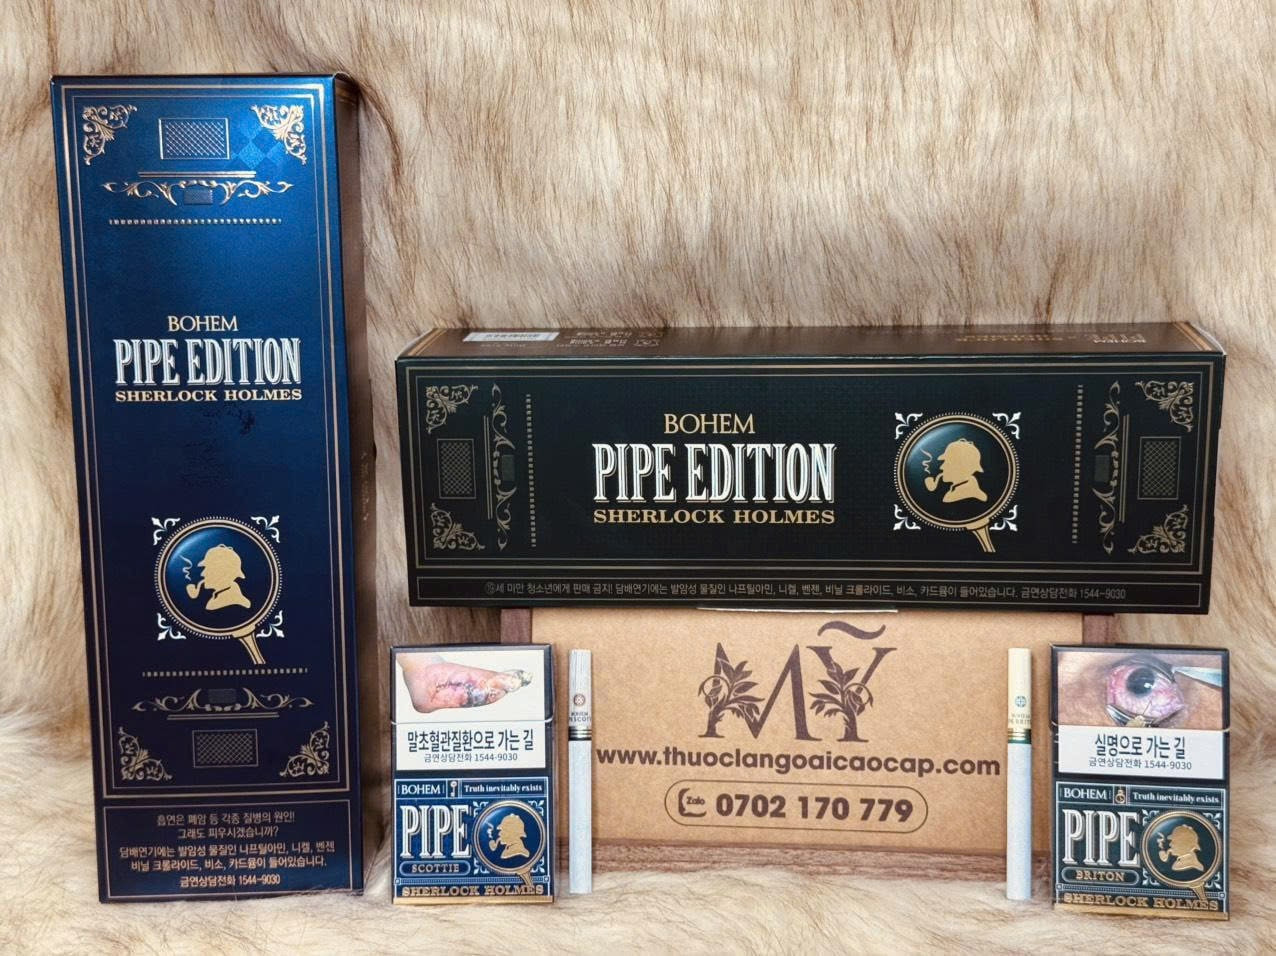 BOHEM
PIPE EDITION
SHERLOCK HOLMES
흡연은 폐암 등 각종 질병의 원인!
그래도 피우시겠습니까?
담배연기에는 발암성 물질인 나프틸아민, 니켈, 벤젠
비닐 크롤라이드, 비소, 카드뮴이 들어있습니다.
금연상담전화 1544-9030
BOHEM
PIPE EDITION
SHERLOCK HOLMES
⑲세 미만 청소년에게 판매 금지! 담배연기에는 발암성 물질인 나프틸아민, 니켈, 벤젠, 비닐 크롤라이드, 비소, 카드뮴이 들어있습니다. 금연상담전화 1544-9030
말초혈관질환으로 가는 길
금연상담전화 1544-9030
BOHEM Truth inevitably exists
PIPE
SCOTTIE
SHERLOCK HOLMES
MỸ
www.thuoclangoaicaocap.com
Zalo 0702 170 779
실명으로 가는 길
금연상담전화 1544-9030
BOHEM Truth inevitably exists
PIPE
BRITON
SHERLOCK HOLMES